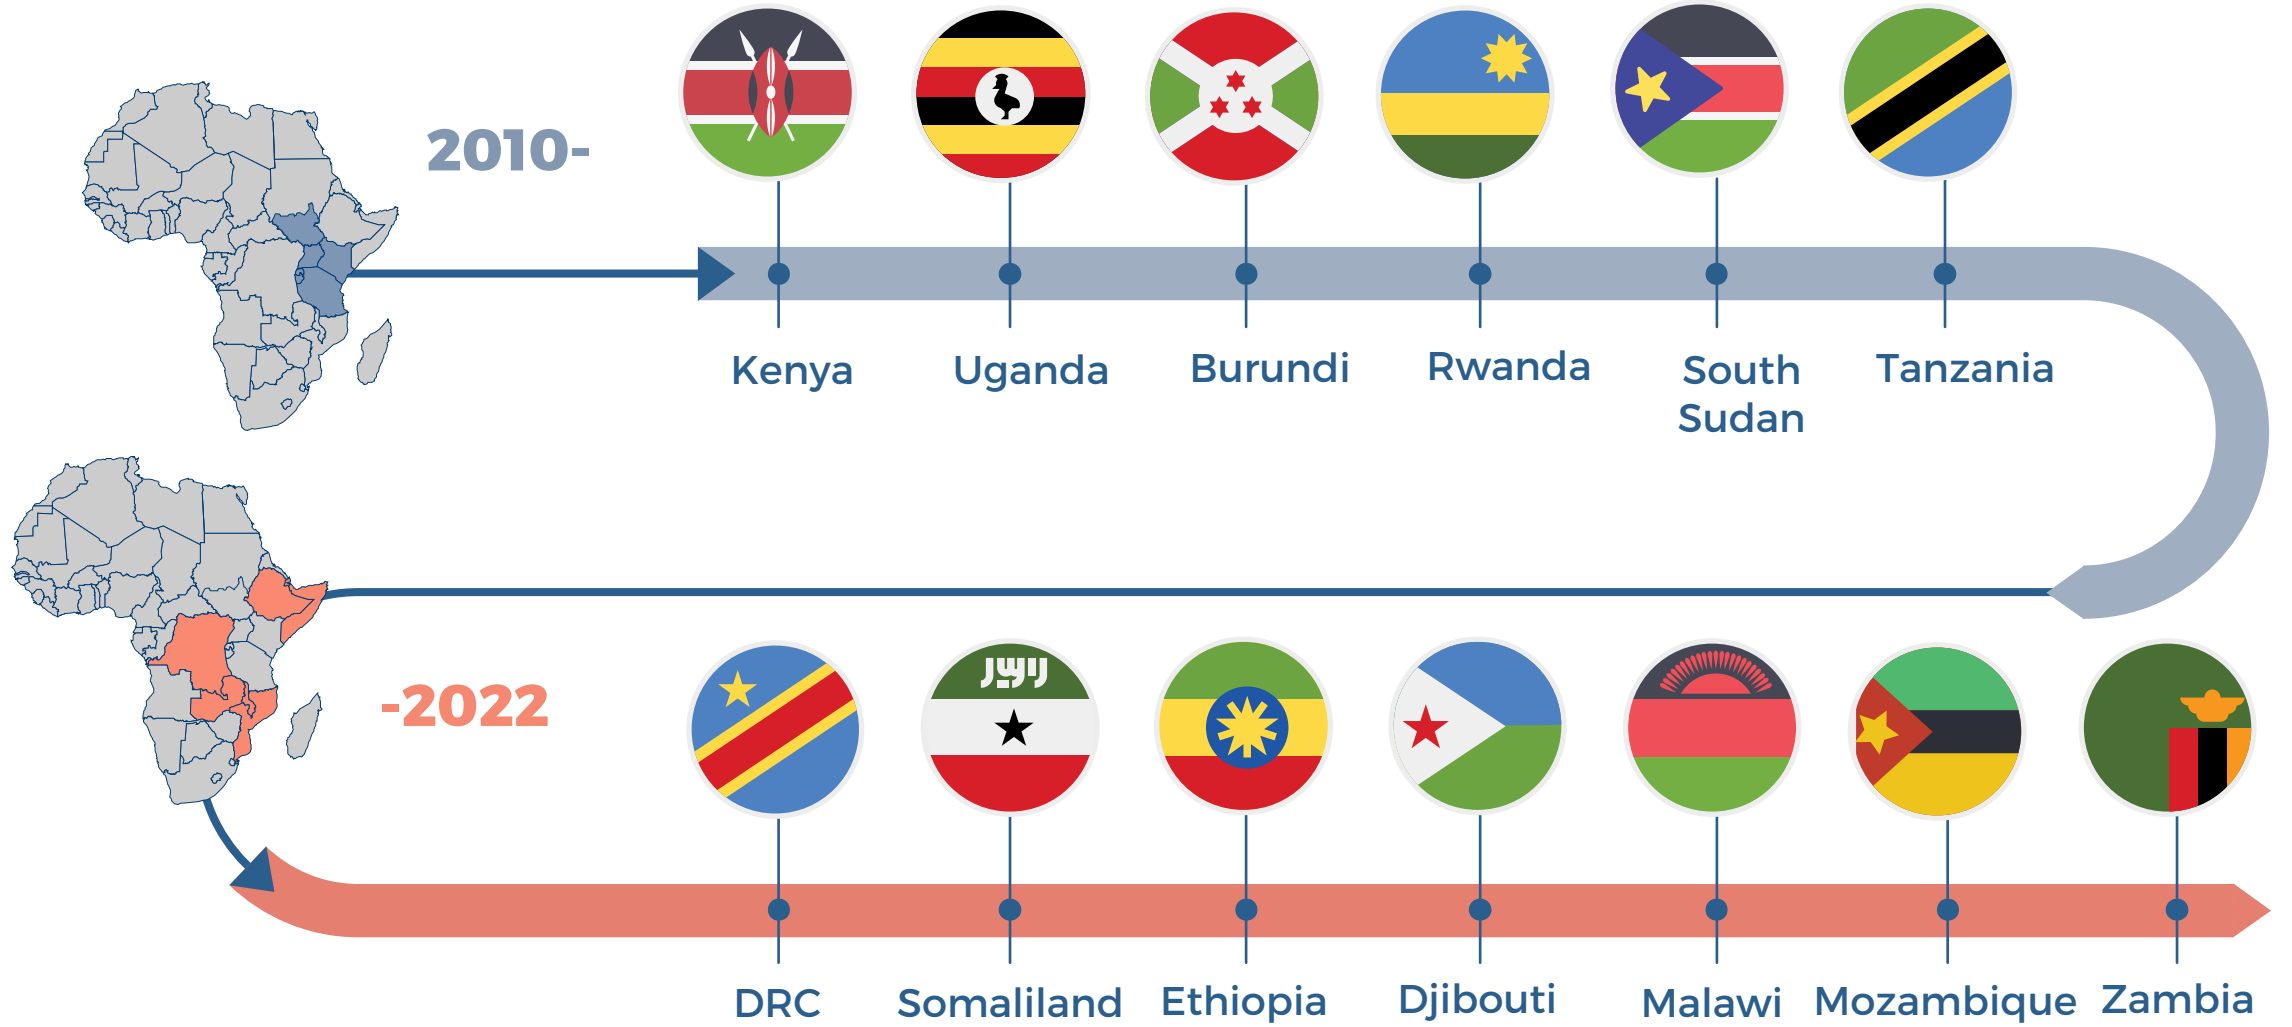 2010-
Kenya
Uganda
Burundi
Rwanda
South
Sudan
Tanzania
-2022
DRC
Somaliland
Ethiopia
Djibouti
Malawi
Mozambique
Zambia